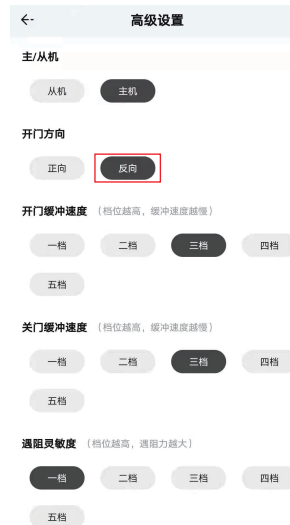 高级设置
主/从机
从机 主机
开门方向
正向 反向
开门缓冲速度 （档位越高，缓冲速度越慢）
一档 二档 三档 四档
五档
关门缓冲速度 （档位越高，缓冲速度越慢）
一档 二档 三档 四档
五档
遇阻灵敏度 （档位越高，遇阻力越大）
一档 二档 三档 四档
五档